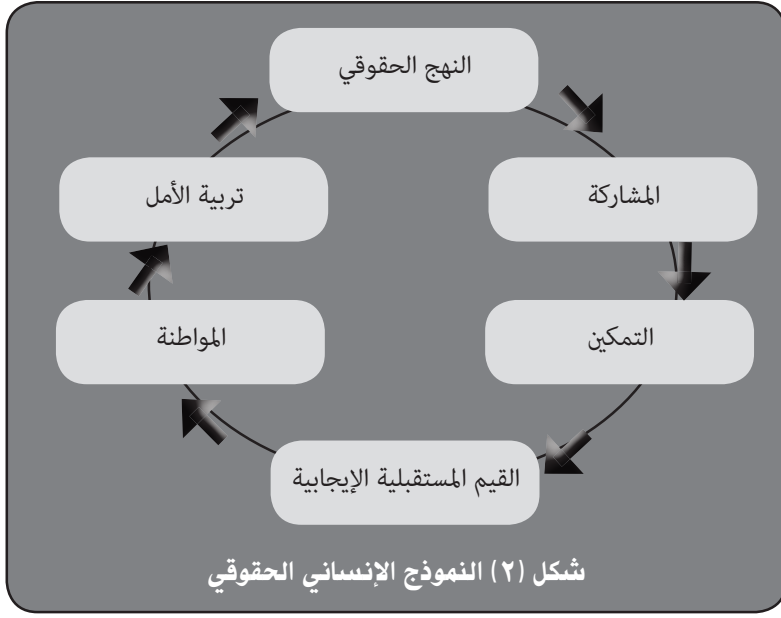 النهج الحقوقي
المشاركة
التمكين
القيم المستقبلية الإيجابية
المواطنة
تربية الأمل
شكل (٢) النموذج الإنساني الحقوقي